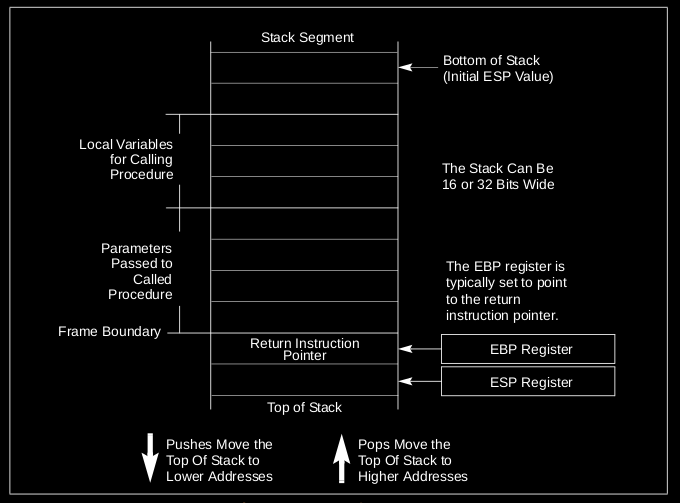 Stack Segment
Bottom of Stack
(Initial ESP Value)
Local Variables
for Calling
Procedure
The Stack Can Be
16 or 32 Bits Wide
Parameters
Passed to
Called
Procedure
The EBP register is
typically set to point
to the return
instruction pointer.
Frame Boundary
Return Instruction
Pointer
EBP Register
ESP Register
Top of Stack
Pushes Move the
Top Of Stack to
Lower Addresses
Pops Move the
Top Of Stack to
Higher Addresses